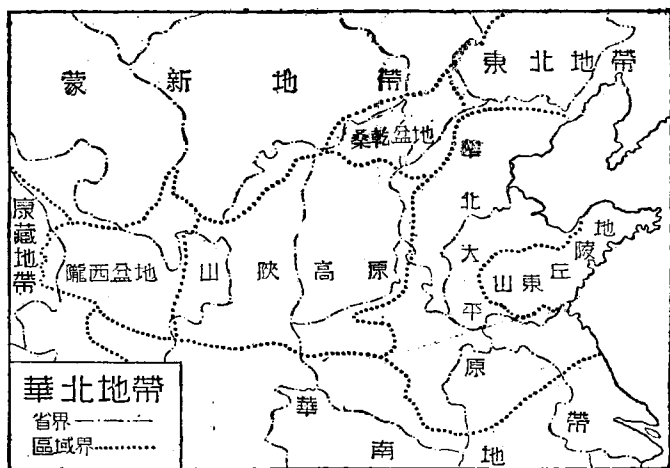 蒙新地帶
東北地帶
桑乾盆地
華北大平原
康藏地帶
隴西盆地
山陝高原
山東丘陵地
華南地帶
華北地帶
省界
區域界